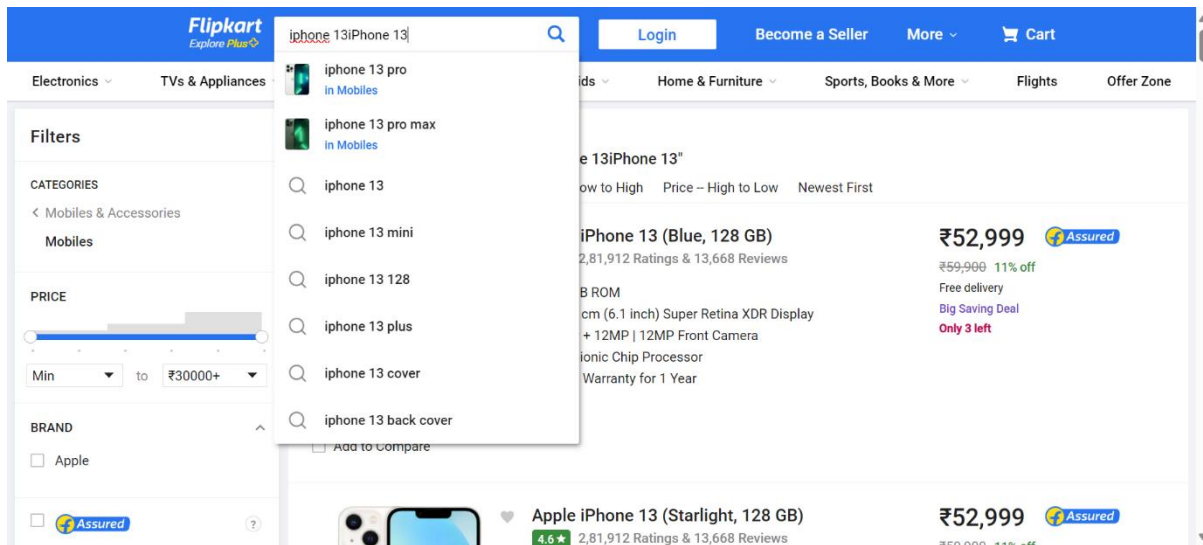 Flipkart
Explore Plus
iphone 13iPhone 13
Login
Become a Seller
More
Cart
Electronics
TVs & Appliances
ids
Home & Furniture
Sports, Books & More
Flights
Offer Zone
iphone 13 pro
in Mobiles
iphone 13 pro max
in Mobiles
iphone 13
iphone 13 mini
iphone 13 128
iphone 13 plus
iphone 13 cover
iphone 13 back cover
Filters
CATEGORIES
< Mobiles & Accessories
Mobiles
PRICE
Min to ₹30000+
BRAND
Apple
Assured
?
e 13iPhone 13"
ow to High Price -- High to Low Newest First
iPhone 13 (Blue, 128 GB)
2,81,912 Ratings & 13,668 Reviews
B ROM
cm (6.1 inch) Super Retina XDR Display
+ 12MP | 12MP Front Camera
ionic Chip Processor
Warranty for 1 Year
₹52,999 Assured
₹59,900 11% off
Free delivery
Big Saving Deal
Only 3 left
Add to Compare
Apple iPhone 13 (Starlight, 128 GB)
4.6★ 2,81,912 Ratings & 13,668 Reviews
₹52,999 Assured
₹59,900 11% off